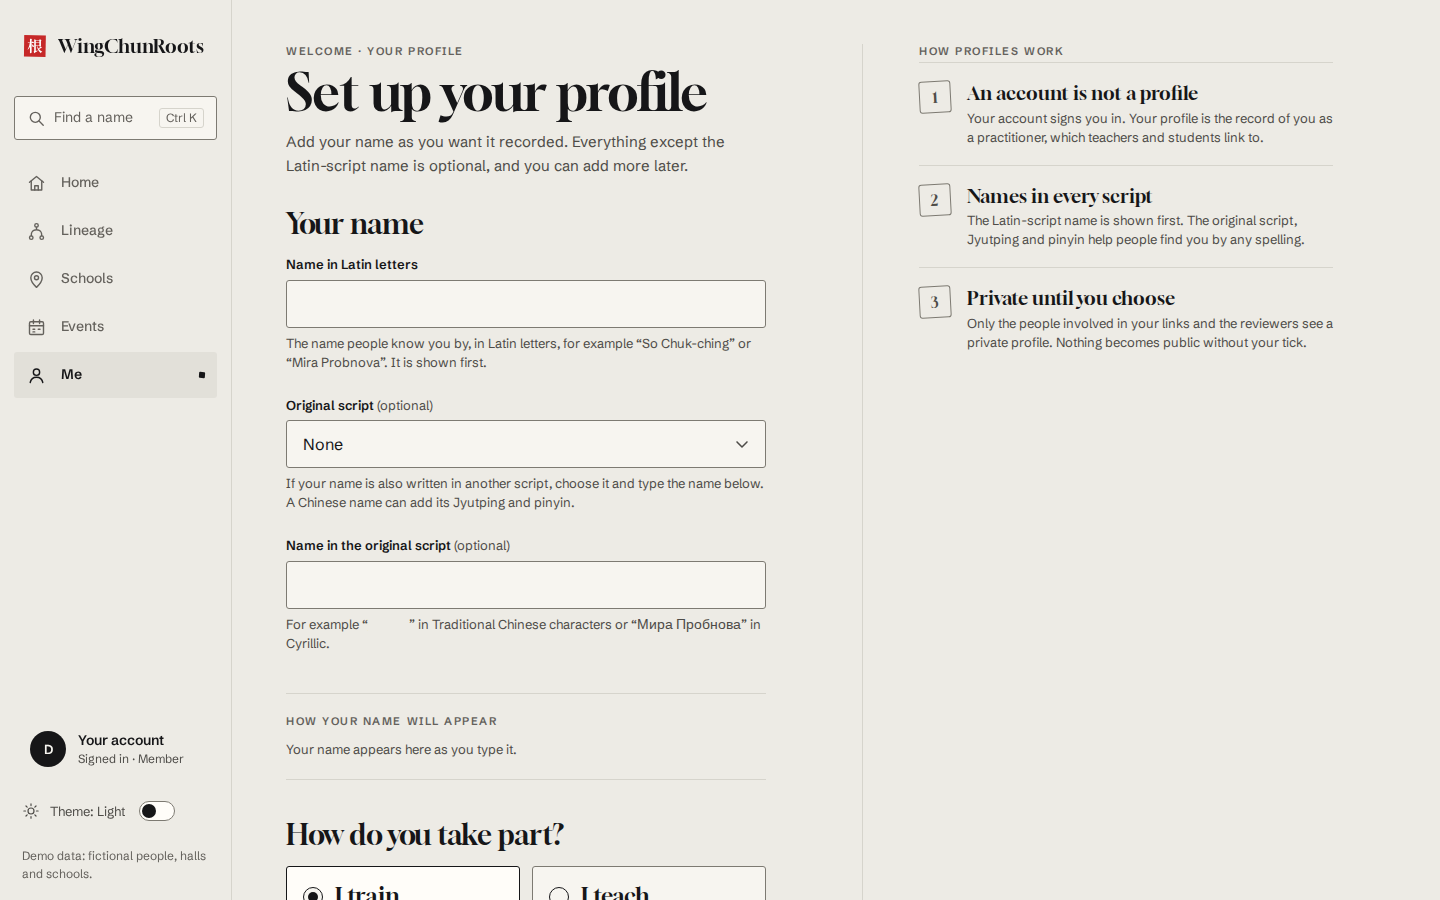 根 WingChunRoots
Find a name Ctrl K
Home
Lineage
Schools
Events
Me
D
Your account
Signed in · Member
Theme: Light
Demo data: fictional people, halls
and schools.
WELCOME · YOUR PROFILE
Set up your profile
Add your name as you want it recorded. Everything except the
Latin-script name is optional, and you can add more later.
Your name
Name in Latin letters
The name people know you by, in Latin letters, for example “So Chuk-ching” or
“Mira Probnova”. It is shown first.
Original script (optional)
None
If your name is also written in another script, choose it and type the name below.
A Chinese name can add its Jyutping and pinyin.
Name in the original script (optional)
For example “ ” in Traditional Chinese characters or “Мира Пробнова” in
Cyrillic.
HOW YOUR NAME WILL APPEAR
Your name appears here as you type it.
How do you take part?
I train
I teach
HOW PROFILES WORK
1
An account is not a profile
Your account signs you in. Your profile is the record of you as
a practitioner, which teachers and students link to.
2
Names in every script
The Latin-script name is shown first. The original script,
Jyutping and pinyin help people find you by any spelling.
3
Private until you choose
Only the people involved in your links and the reviewers see a
private profile. Nothing becomes public without your tick.